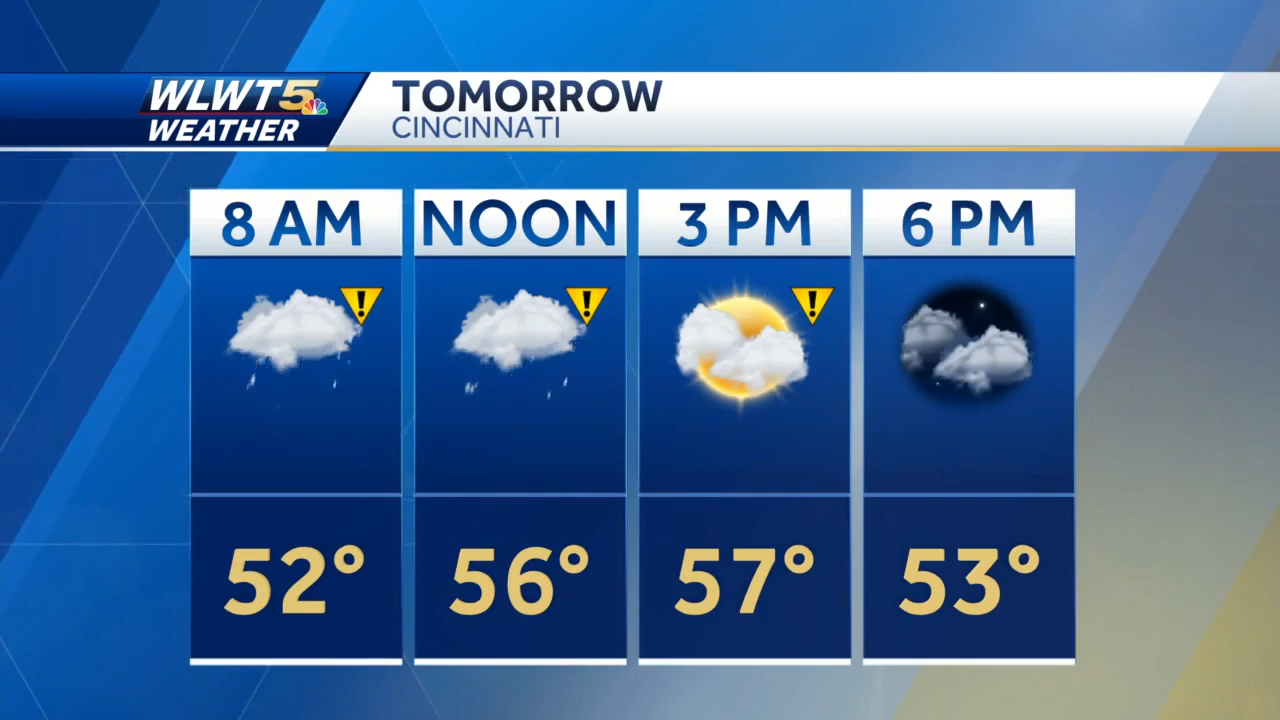 WLWT5
WEATHER
TOMORROW
CINCINNATI
8 AM
NOON
3 PM
6 PM
!
!
!
52°
56°
57°
53°